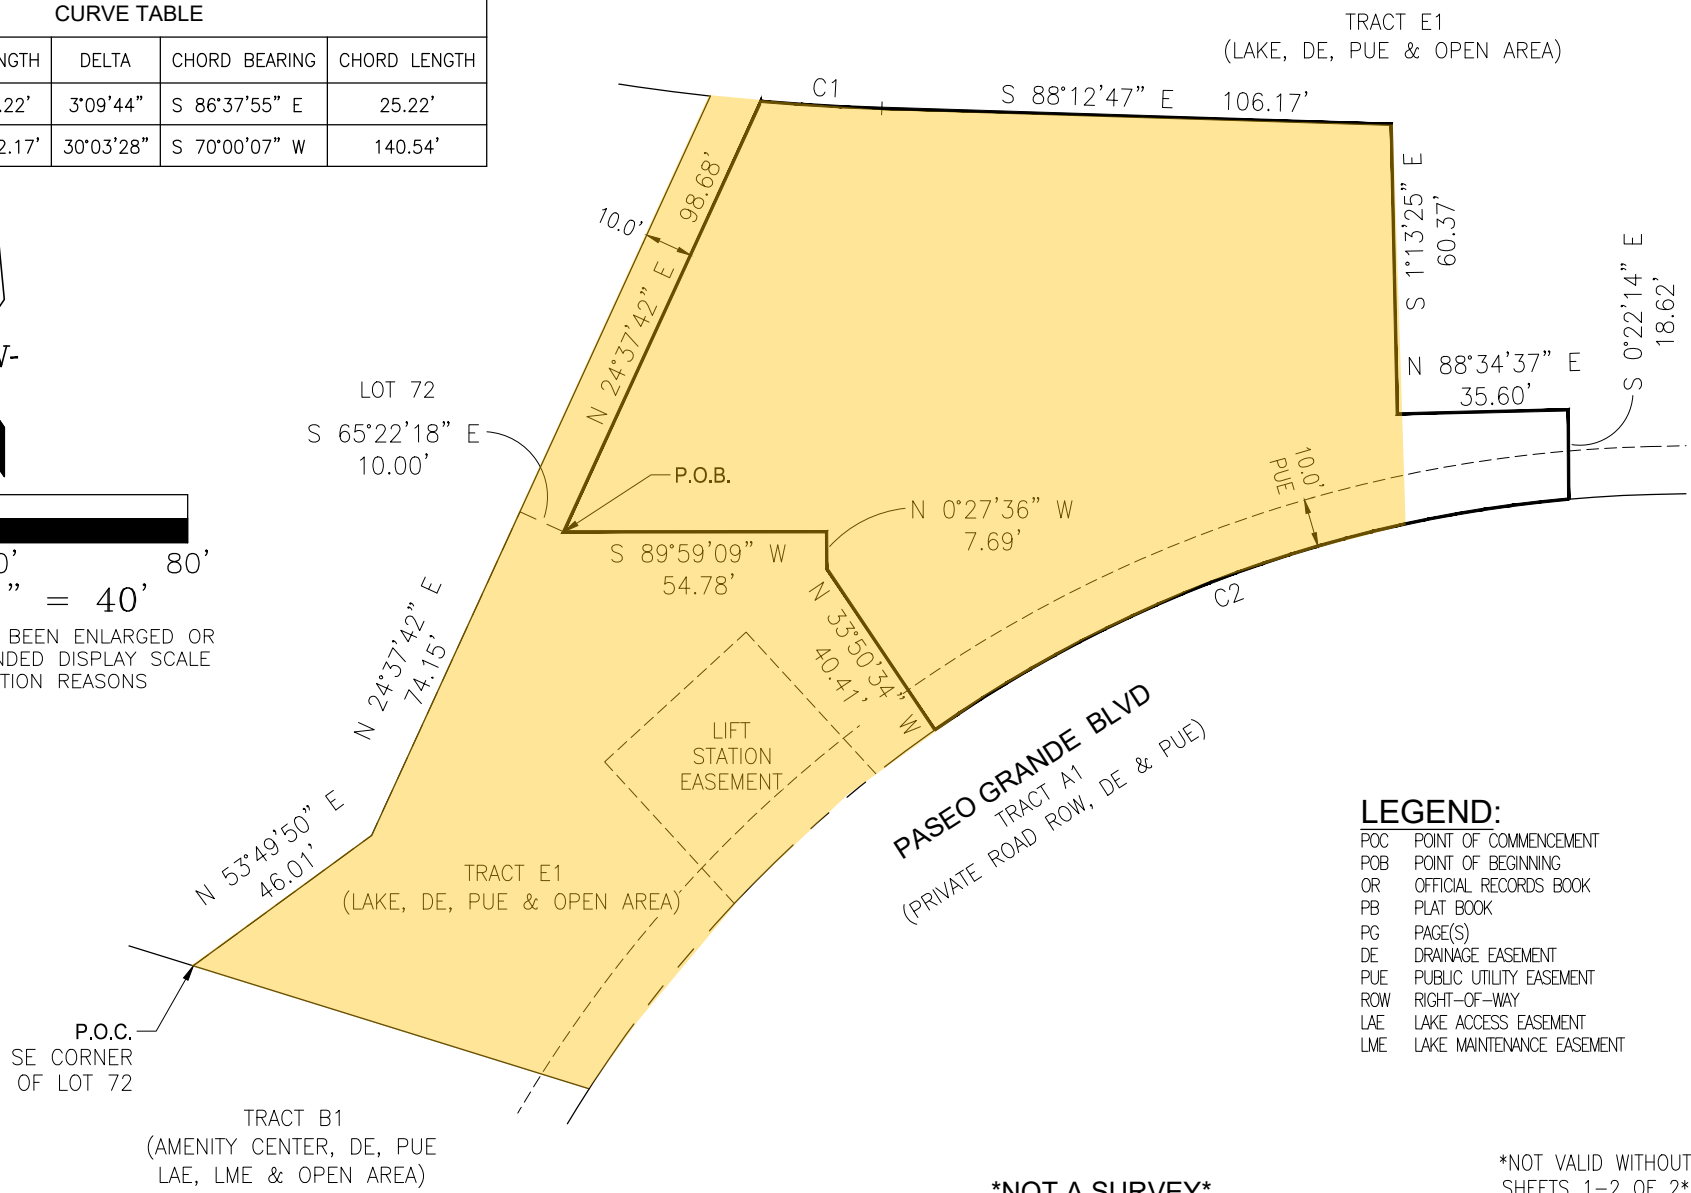 CURVE TABLE
DELTA CHORD BEARING CHORD LENGTH
3°09'44" S 86°37'55" E 25.22'
30°03'28" S 70°00'07" W 140.54'
TRACT E1
(LAKE, DE, PUE & OPEN AREA)
C1
S 88°12'47" E 106.17'
10.0'
98.68'
N 24°37'42" E
S 1°13'25" E
60.37'
S 0°22'14" E
18.62'
N 88°34'37" E
35.60'
LOT 72
S 65°22'18" E
10.00'
P.O.B.
10.0'
PUE
N 0°27'36" W
7.69'
S 89°59'09" W
54.78'
C2
80'
" = 40'
BEEN ENLARGED OR
DISPLAY SCALE
REASONS
N 24°37'42" E
74.15'
N 33°50'34" W
40.41'
LIFT
STATION
EASEMENT
PASEO GRANDE BLVD
TRACT A1
(PRIVATE ROAD ROW, DE & PUE)
N 53°49'50" E
46.01'
TRACT E1
(LAKE, DE, PUE & OPEN AREA)
LEGEND:
POC POINT OF COMMENCEMENT
POB POINT OF BEGINNING
OR OFFICIAL RECORDS BOOK
PB PLAT BOOK
PG PAGE(S)
DE DRAINAGE EASEMENT
PUE PUBLIC UTILITY EASEMENT
ROW RIGHT-OF-WAY
LAE LAKE ACCESS EASEMENT
LME LAKE MAINTENANCE EASEMENT
P.O.C.
SE CORNER
OF LOT 72
TRACT B1
(AMENITY CENTER, DE, PUE
LAE, LME & OPEN AREA)
*NOT A SURVEY*
*NOT VALID WITHOUT
SHEETS 1-2 OF 2*